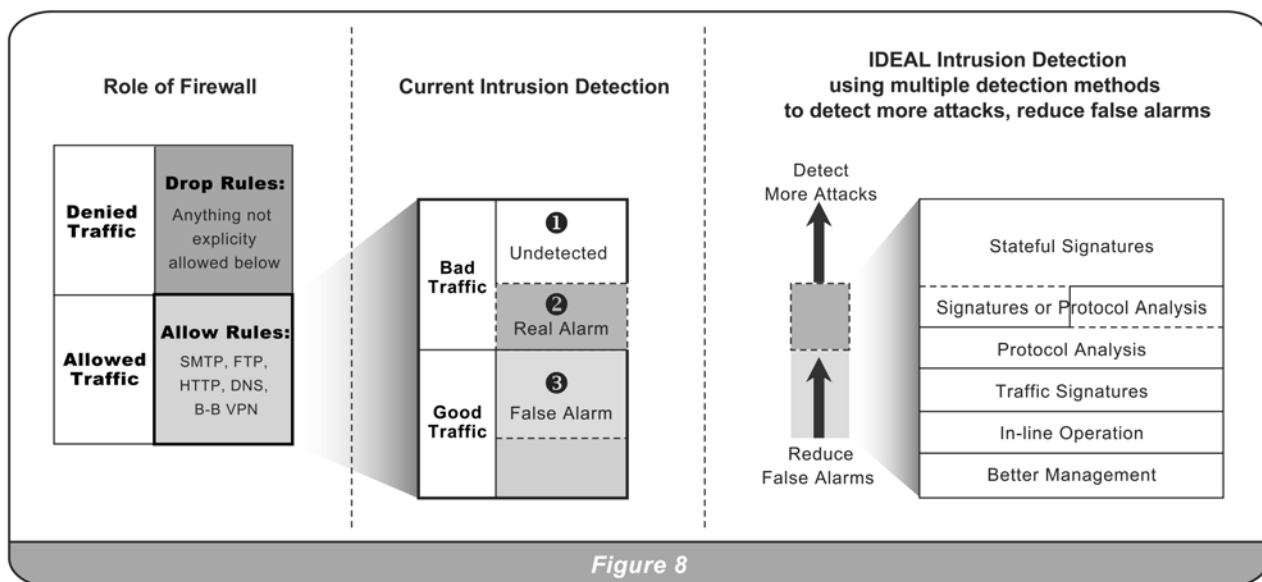 Role of Firewall
Denied
Traffic
Drop Rules:
Anything not
explicity
allowed below
Allowed
Traffic
Allow Rules:
SMTP, FTP,
HTTP, DNS,
B-B VPN
Current Intrusion Detection
Bad
Traffic
1
Undetected
2
Real Alarm
Good
Traffic
3
False Alarm
IDEAL Intrusion Detection
using multiple detection methods
to detect more attacks, reduce false alarms
Detect
More Attacks
Reduce
False Alarms
Stateful Signatures
Signatures or Protocol Analysis
Protocol Analysis
Traffic Signatures
In-line Operation
Better Management
Figure 8